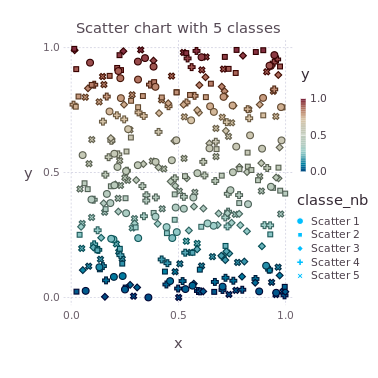 Scatter chart with 5 classes
1.0
0.5
0.0
y
0.0
0.5
1.0
x
y
1.0
0.5
0.0
classe_nb
Scatter 1
Scatter 2
Scatter 3
Scatter 4
Scatter 5